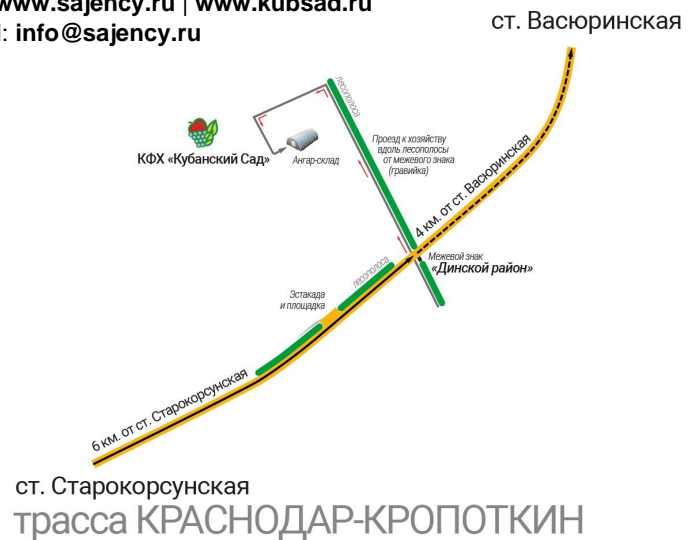 www.sajency.ru | www.kubsad.ru
: info@sajency.ru
ст. Васюринская
лесополоса
КФХ «Кубанский Сад»
Ангар-склад
Проезд к хозяйству
вдоль лесополосы
от межевого знака
(гравийка)
4 км. от ст. Васюринская
Межевой знак
«Динской район»
лесополоса
Эстакада
и площадка
6 км. от ст. Старокорсунская
ст. Старокорсунская
трасса КРАСНОДАР-КРОПОТКИН